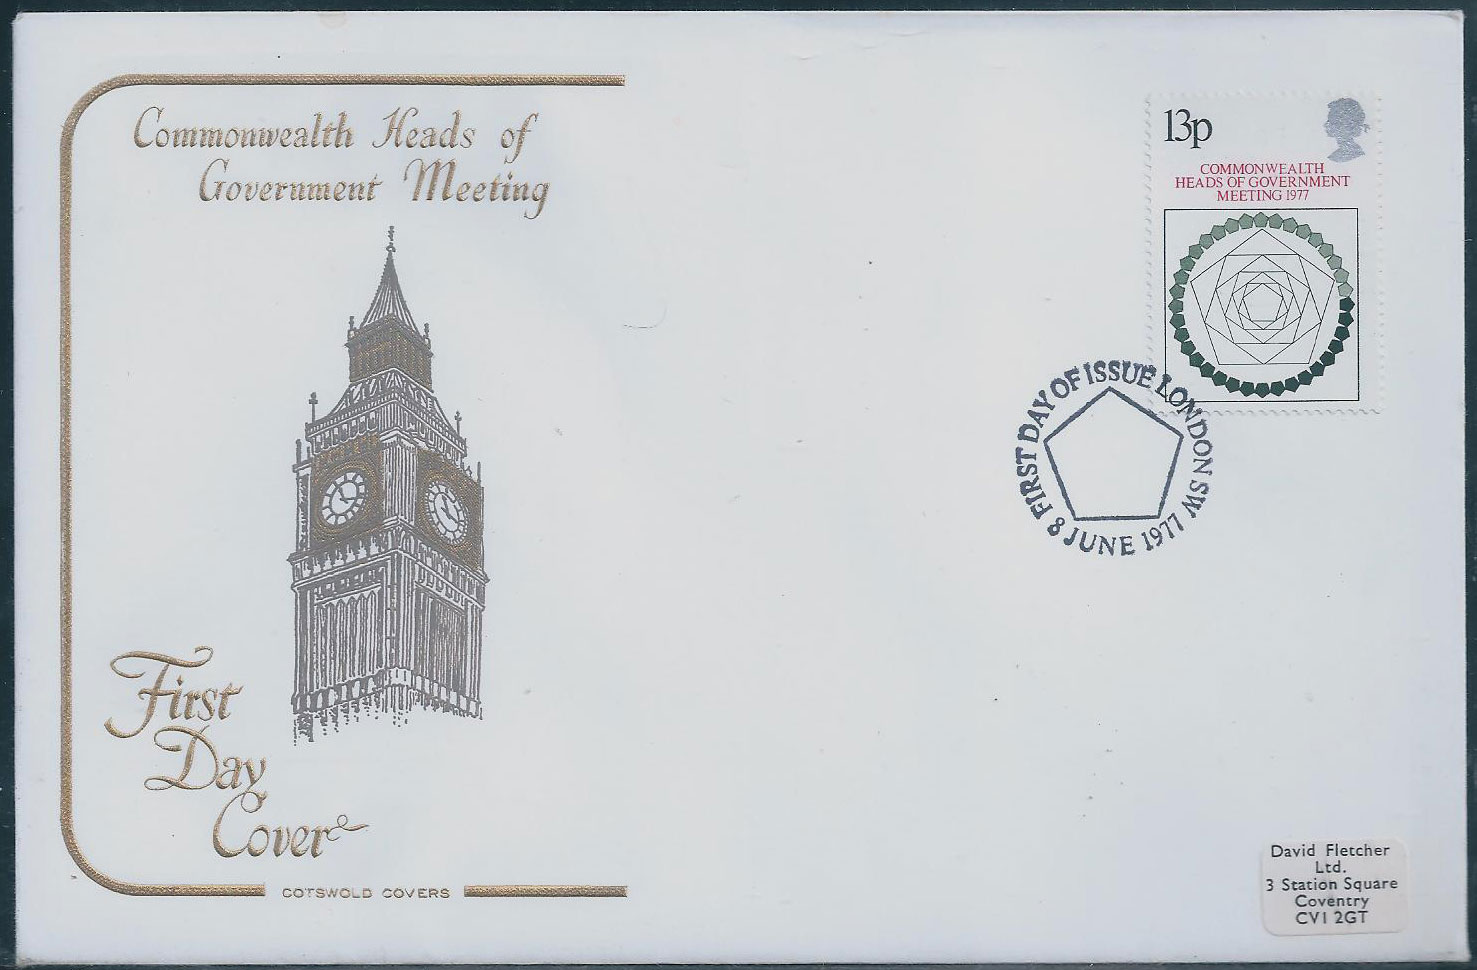 Commonwealth Heads of
Government Meeting
First
Day
Cover
COTSWOLD COVERS
13p
COMMONWEALTH
HEADS OF GOVERNMENT
MEETING 1977
FIRST DAY OF ISSUE LONDON SW
8 JUNE 1977
David Fletcher
Ltd.
3 Station Square
Coventry
CV1 2GT